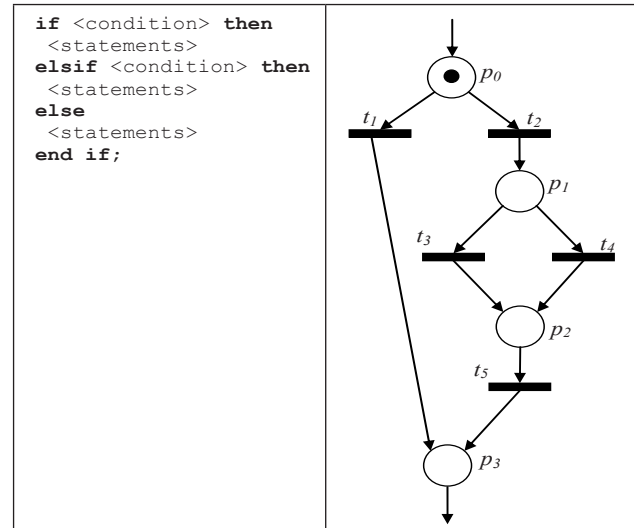 if <condition> then
<statements>
elsif <condition> then
<statements>
else
<statements>
end if;
p0
t1
t2
p1
t3
t4
p2
t5
p3